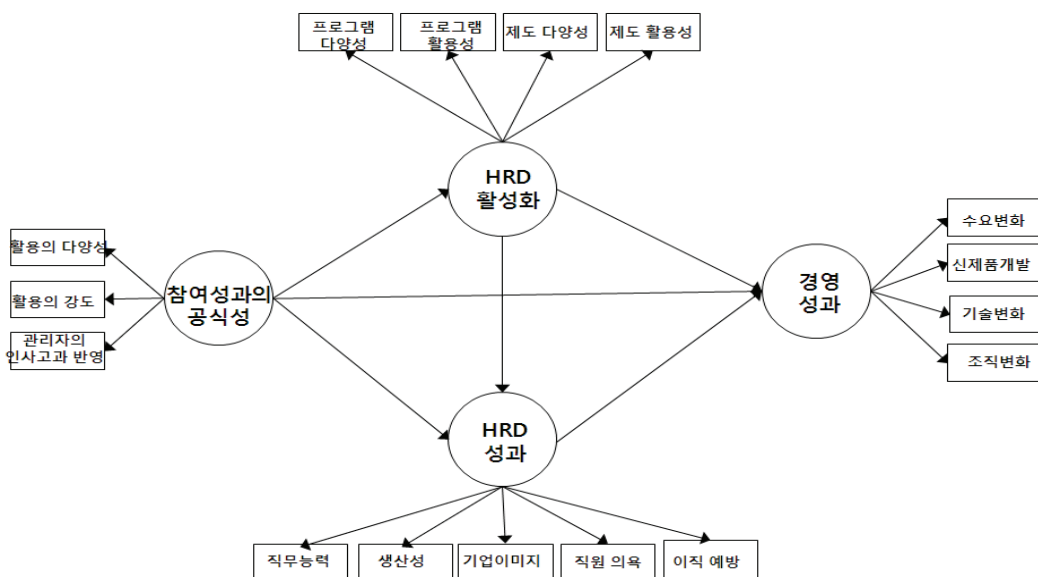 프로그램
다양성
프로그램
활용성
제도 다양성
제도 활용성
HRD
활성화
활용의 다양성
활용의 강도
관리자의
인사고과 반영
참여성과의
공식성
경영
성과
수요변화
신제품개발
기술변화
조직변화
HRD
성과
직무능력
생산성
기업이미지
직원 의욕
이직 예방